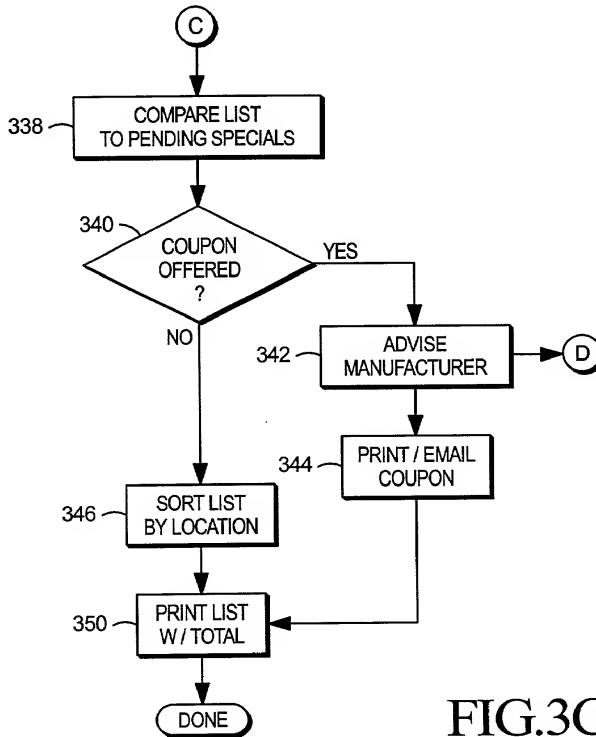 C
338
COMPARE LIST
TO PENDING SPECIALS
340
COUPON
OFFERED
?
YES
NO
342
ADVISE
MANUFACTURER
D
344
PRINT / EMAIL
COUPON
346
SORT LIST
BY LOCATION
350
PRINT LIST
W / TOTAL
DONE
FIG.3C